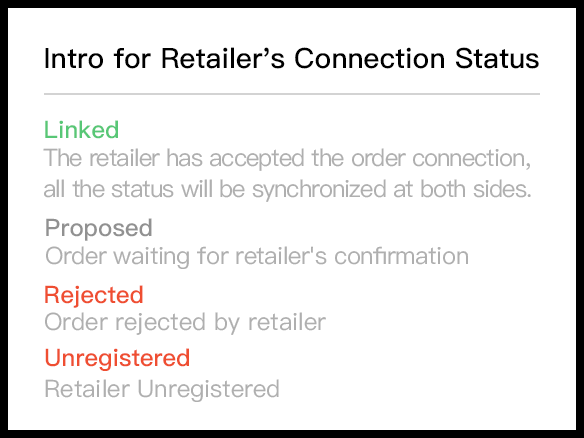 Intro for Retailer’s Connection Status
Linked
The retailer has accepted the order connection,
all the status will be synchronized at both sides.
Proposed
Order waiting for retailer's confirmation
Rejected
Order rejected by retailer
Unregistered
Retailer Unregistered